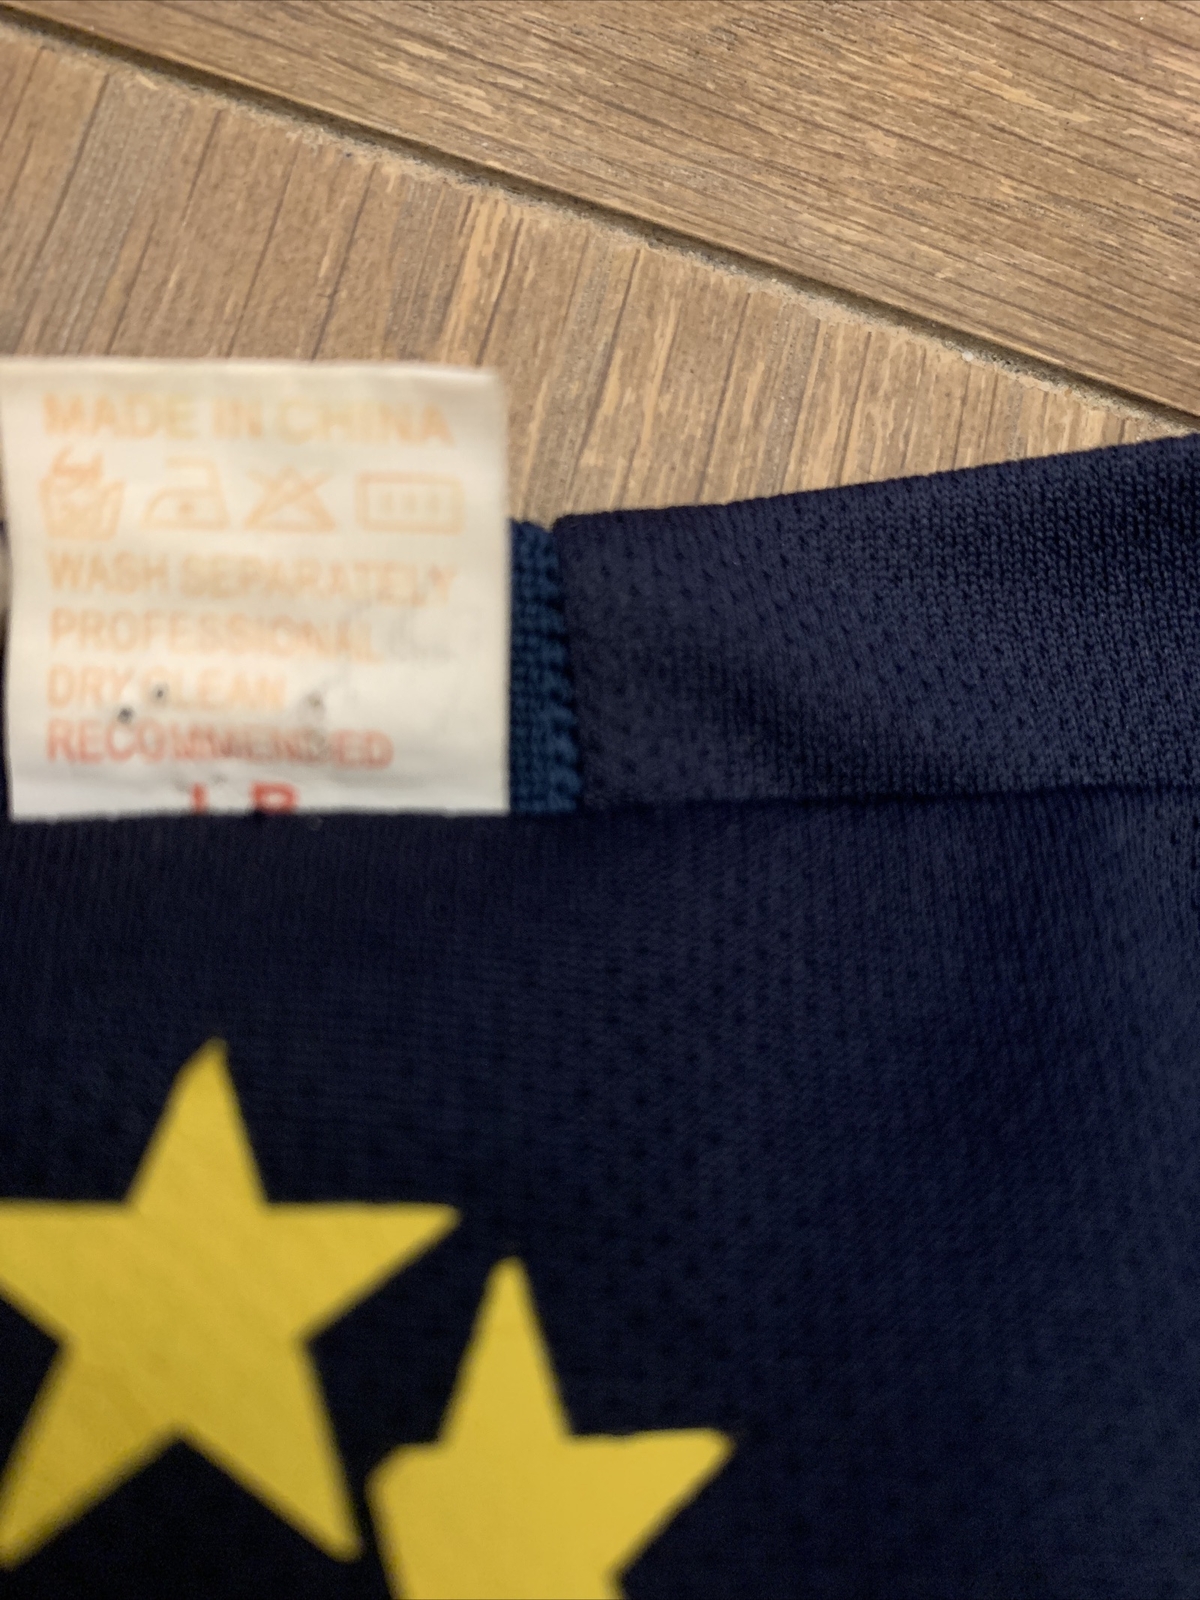 MADE IN CHINA
WASH SEPARATELY
PROFESSIONAL
DRY CLEAN
RECOMMENDED